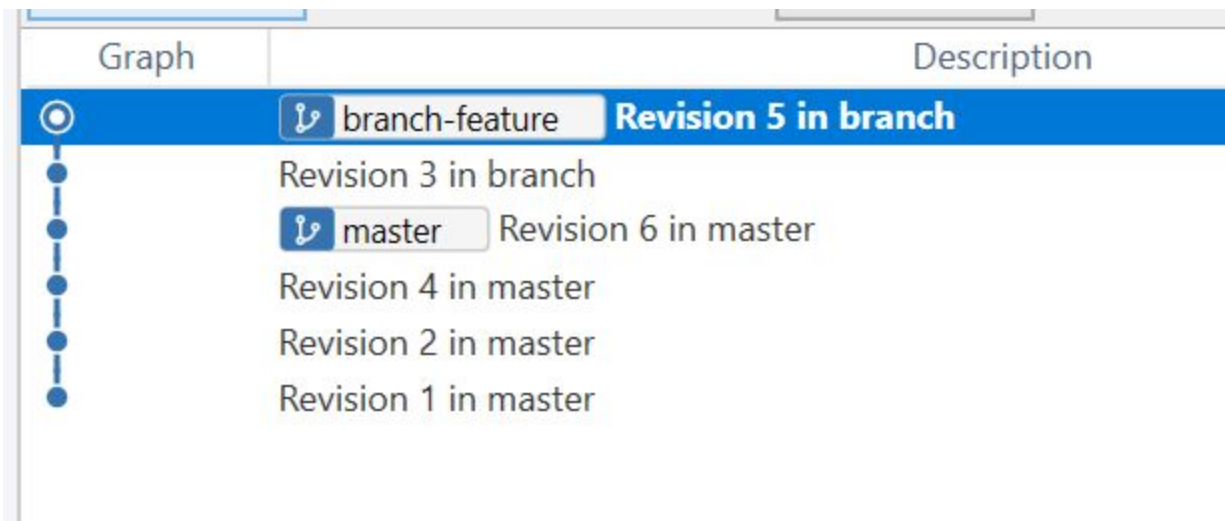 Graph Description
branch-feature Revision 5 in branch
Revision 3 in branch
master Revision 6 in master
Revision 4 in master
Revision 2 in master
Revision 1 in master